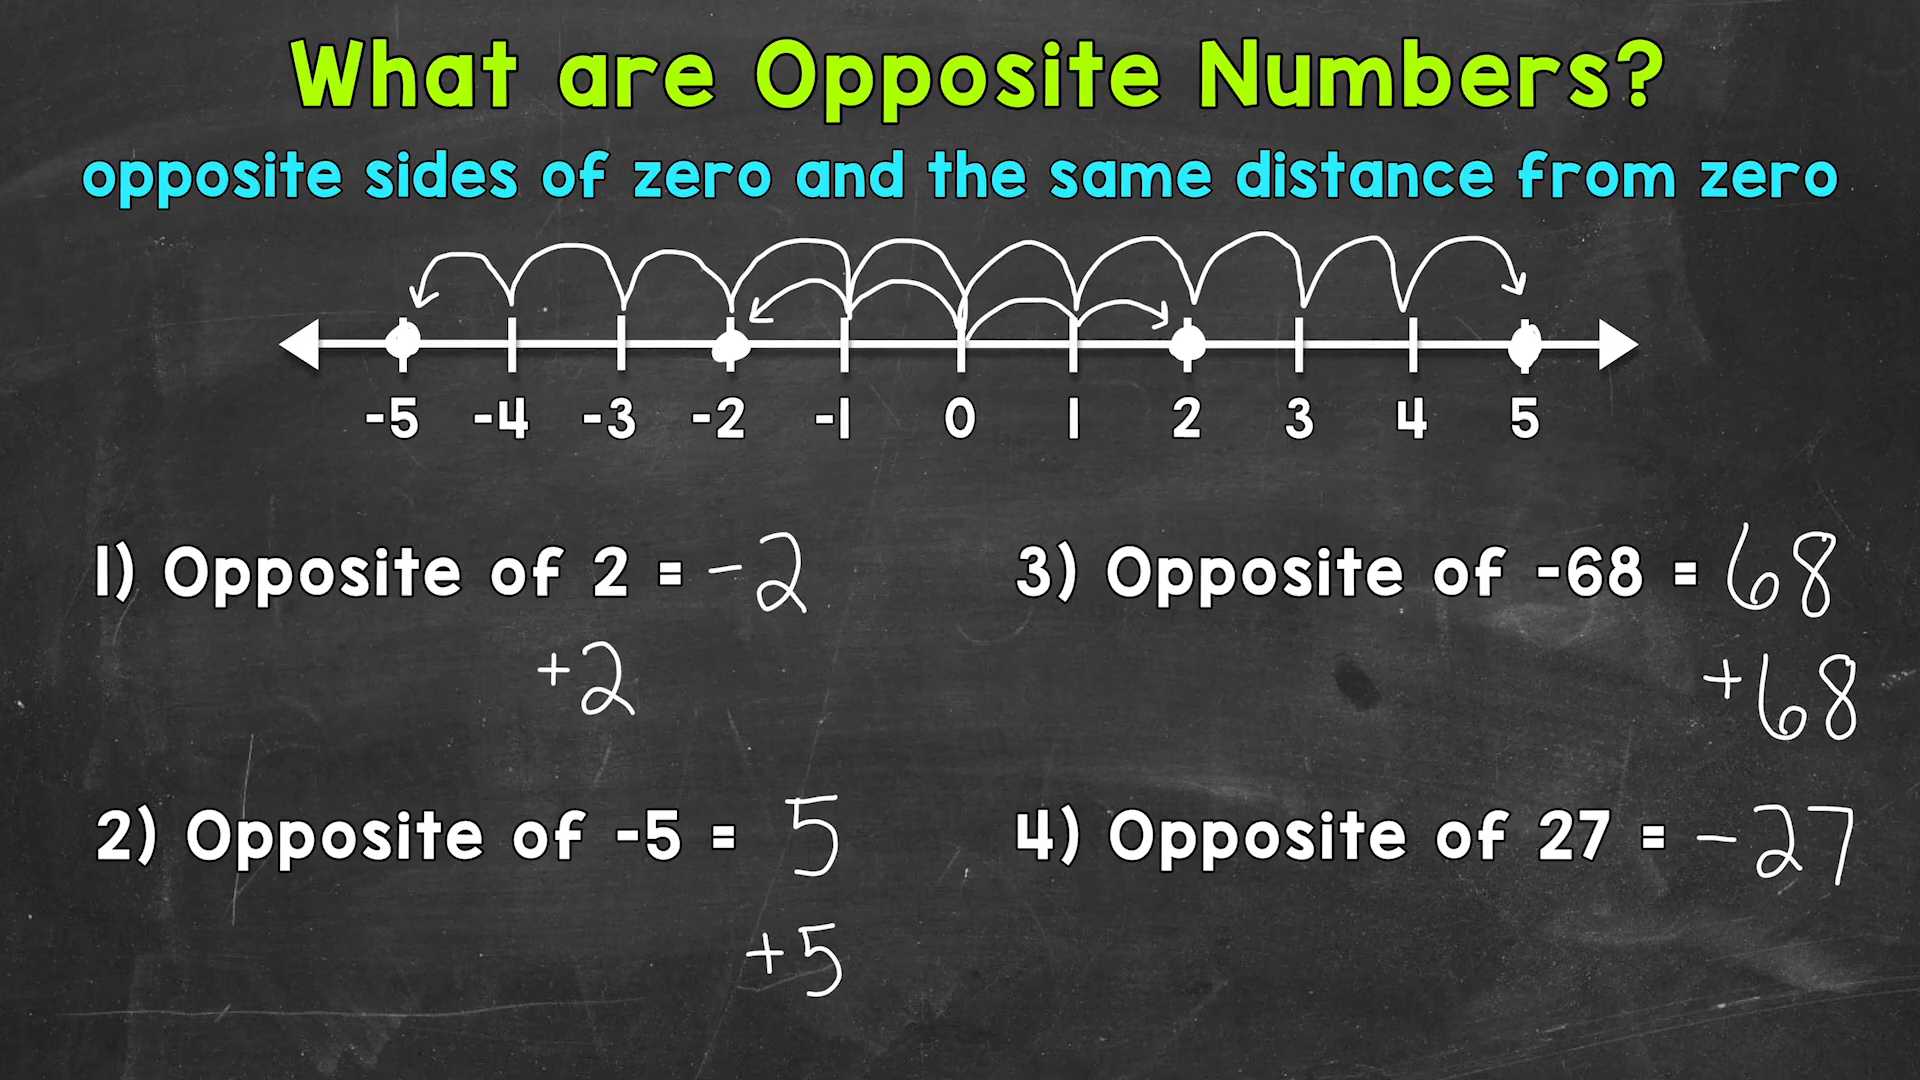 What are Opposite Numbers?
opposite sides of zero and the same distance from zero
-5 -4 -3 -2 -1 0 1 2 3 4 5
1) Opposite of 2 = -2
+2
2) Opposite of -5 = 5
+5
3) Opposite of -68 = 68
+68
4) Opposite of 27 = -27